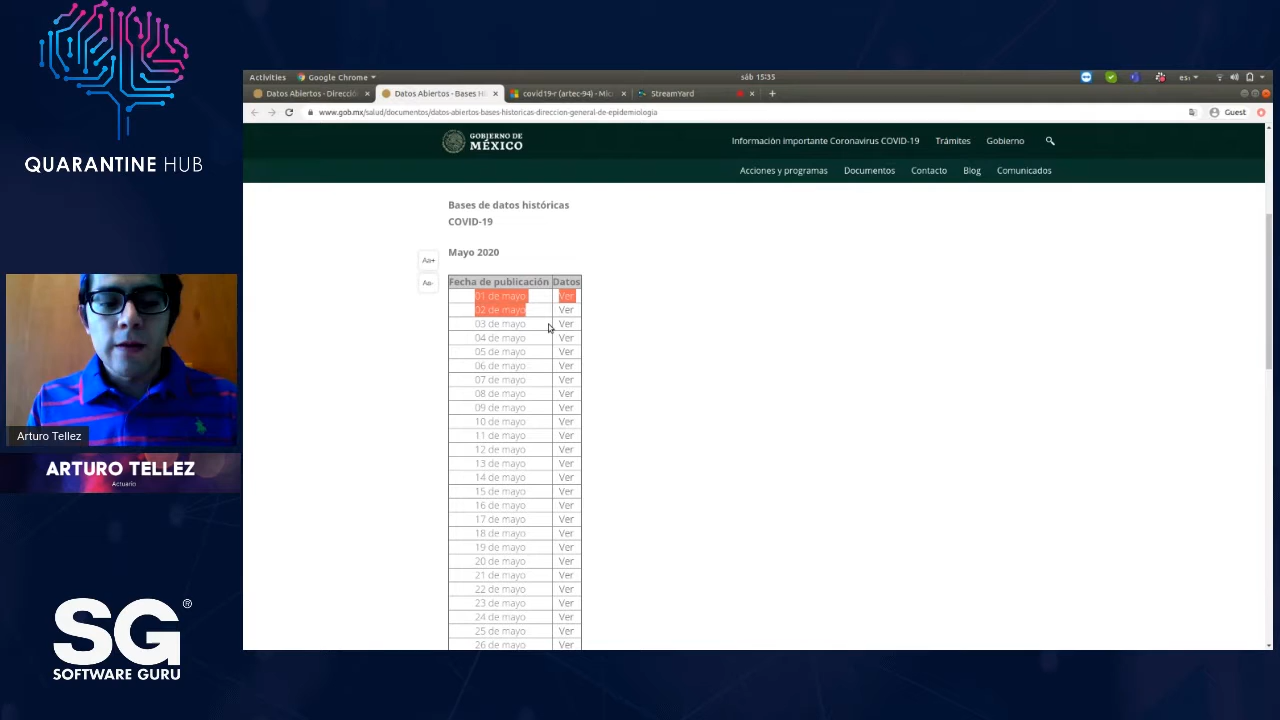 QUARANTINE HUB
Arturo Tellez
ARTURO TELLEZ
Actuario
SG®
SOFTWARE GURU
Activities Google Chrome sáb 15:35 es
Datos Abiertos - Direcció × Datos Abiertos - Bases Hi × covid19-r (artec-94) - Mic × StreamYard × +
www.gob.mx/salud/documentos/datos-abiertos-bases-historicas-direccion-general-de-epidemiologia Guest
GOBIERNO DE
MÉXICO
Información importante Coronavirus COVID-19 Trámites Gobierno
Acciones y programas Documentos Contacto Blog Comunicados
Bases de datos históricas
COVID-19
Mayo 2020
Aa+
Aa-
Fecha de publicación Datos
01 de mayo Ver
02 de mayo Ver
03 de mayo Ver
04 de mayo Ver
05 de mayo Ver
06 de mayo Ver
07 de mayo Ver
08 de mayo Ver
09 de mayo Ver
10 de mayo Ver
11 de mayo Ver
12 de mayo Ver
13 de mayo Ver
14 de mayo Ver
15 de mayo Ver
16 de mayo Ver
17 de mayo Ver
18 de mayo Ver
19 de mayo Ver
20 de mayo Ver
21 de mayo Ver
22 de mayo Ver
23 de mayo Ver
24 de mayo Ver
25 de mayo Ver
26 de mayo Ver